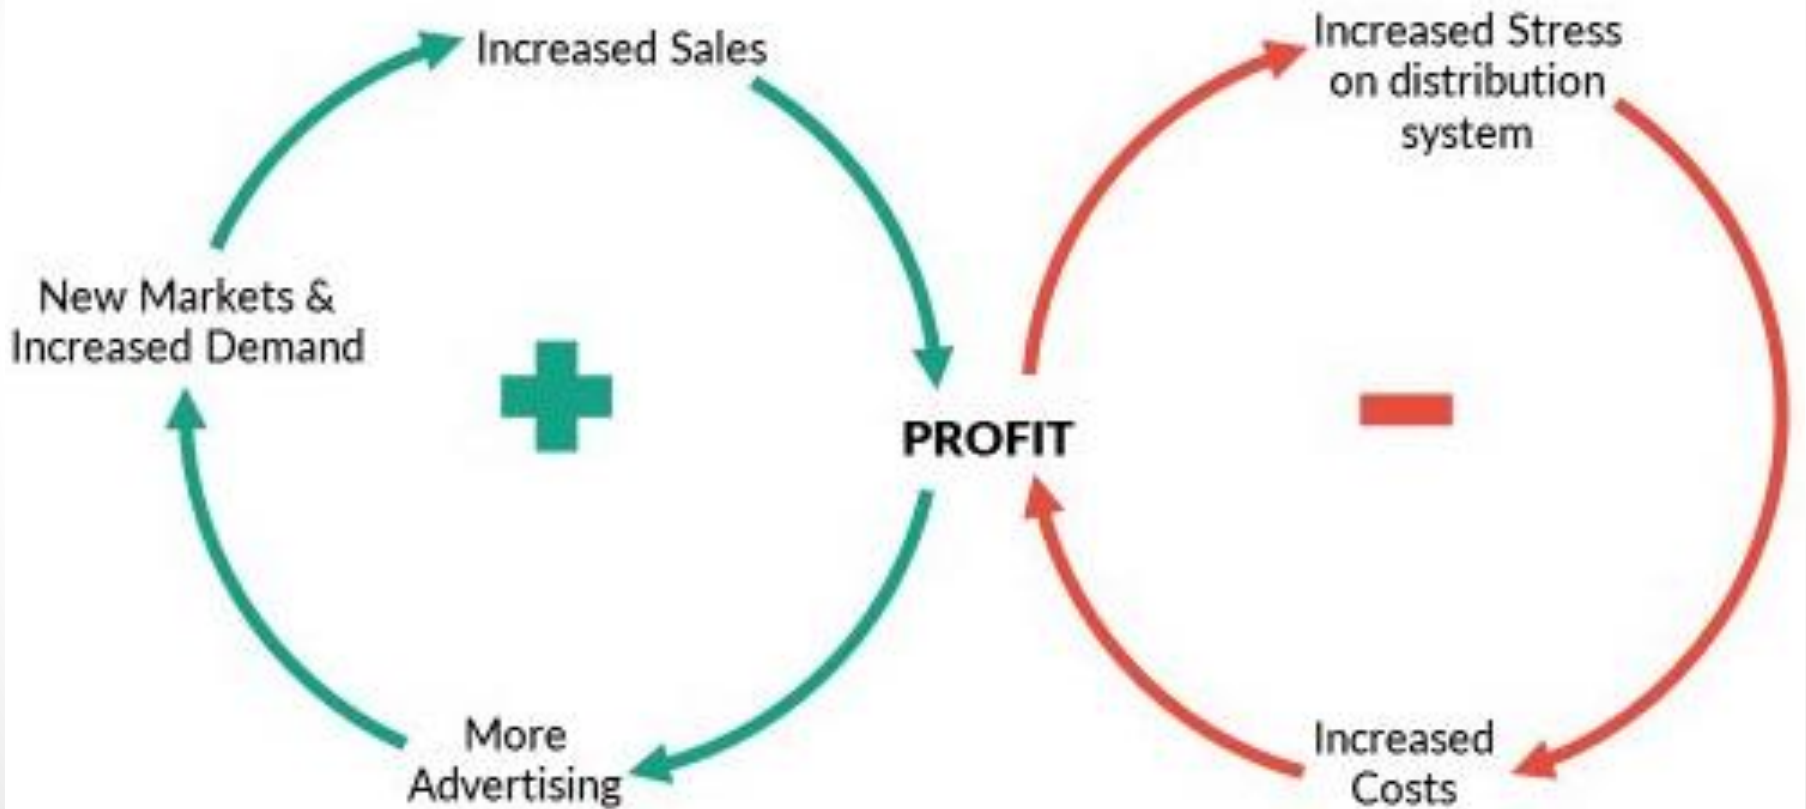 Increased Sales
Increased Stress
on distribution
system
New Markets &
Increased Demand
PROFIT
More
Advertising
Increased
Costs